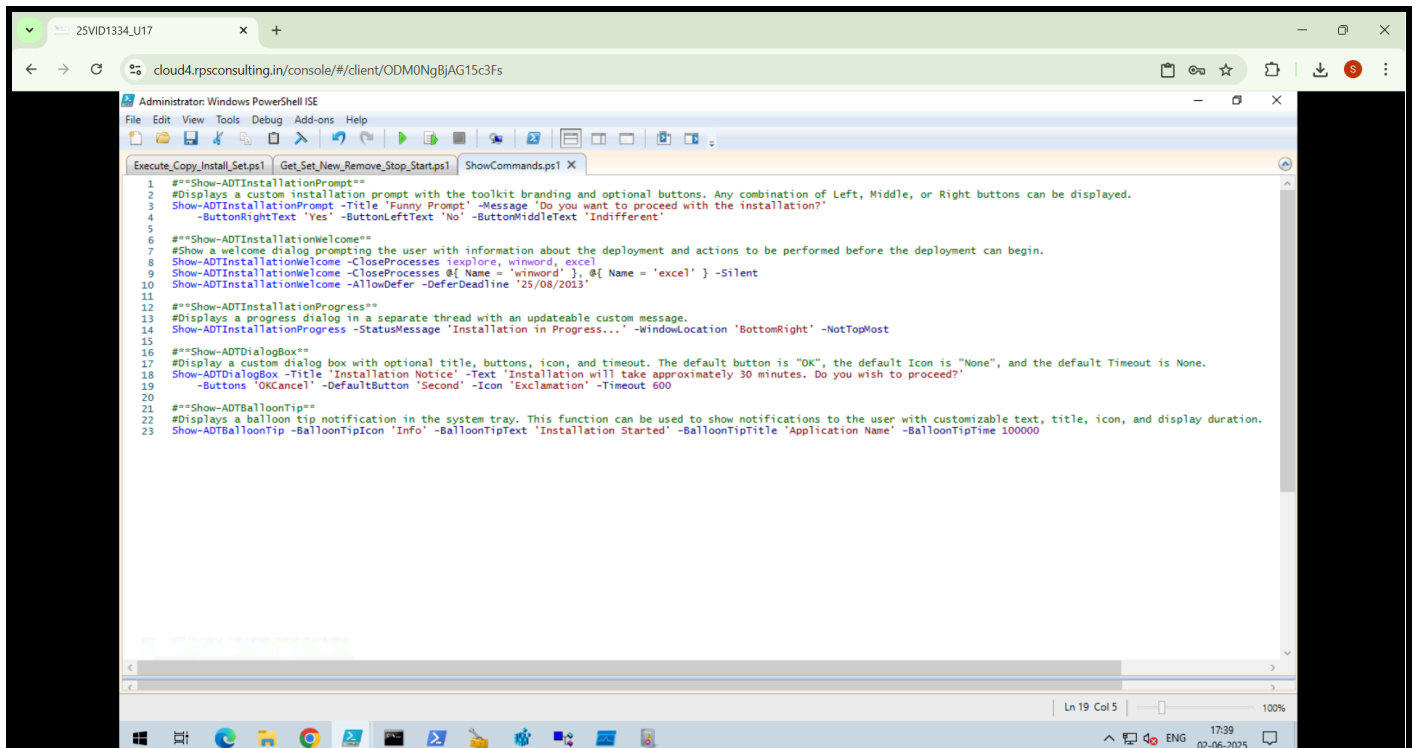 25VID1334_U17
cloud4.rpsconsulting.in/console/#/client/ODM0NgBjAG15c3Fs
S
Administrator: Windows PowerShell ISE
File Edit View Tools Debug Add-ons Help
Execute_Copy_Install_Set.ps1 Get_Set_New_Remove_Stop_Start.ps1 ShowCommands.ps1 X
1 #**Show-ADTInstallationPrompt**
2 #Displays a custom installation prompt with the toolkit branding and optional buttons. Any combination of Left, Middle, or Right buttons can be displayed.
3 Show-ADTInstallationPrompt -Title 'Funny Prompt' -Message 'Do you want to proceed with the installation?'
4 -ButtonRightText 'Yes' -ButtonLeftText 'No' -ButtonMiddleText 'Indifferent'
5
6 #**Show-ADTInstallationWelcome**
7 #Show a welcome dialog prompting the user with information about the deployment and actions to be performed before the deployment can begin.
8 Show-ADTInstallationWelcome -CloseProcesses iexplore, winword, excel
9 Show-ADTInstallationWelcome -CloseProcesses @{ Name = 'winword' }, @{ Name = 'excel' } -Silent
10 Show-ADTInstallationWelcome -AllowDefer -DeferDeadline '25/08/2013'
11
12 #**Show-ADTInstallationProgress**
13 #Displays a progress dialog in a separate thread with an updateable custom message.
14 Show-ADTInstallationProgress -StatusMessage 'Installation in Progress...' -WindowLocation 'BottomRight' -NotTopMost
15
16 #**Show-ADTDialogBox**
17 #Display a custom dialog box with optional title, buttons, icon, and timeout. The default button is "OK", the default Icon is "None", and the default Timeout is None.
18 Show-ADTDialogBox -Title 'Installation Notice' -Text 'Installation will take approximately 30 minutes. Do you wish to proceed?'
19 -Buttons 'OKCancel' -DefaultButton 'Second' -Icon 'Exclamation' -Timeout 600
20
21 #**Show-ADTBalloonTip**
22 #Displays a balloon tip notification in the system tray. This function can be used to show notifications to the user with customizable text, title, icon, and display duration.
23 Show-ADTBalloonTip -BalloonTipIcon 'Info' -BalloonTipText 'Installation Started' -BalloonTipTitle 'Application Name' -BalloonTipTime 100000
Ln 19 Col 5 100%
ENG 17:39
02-06-2025